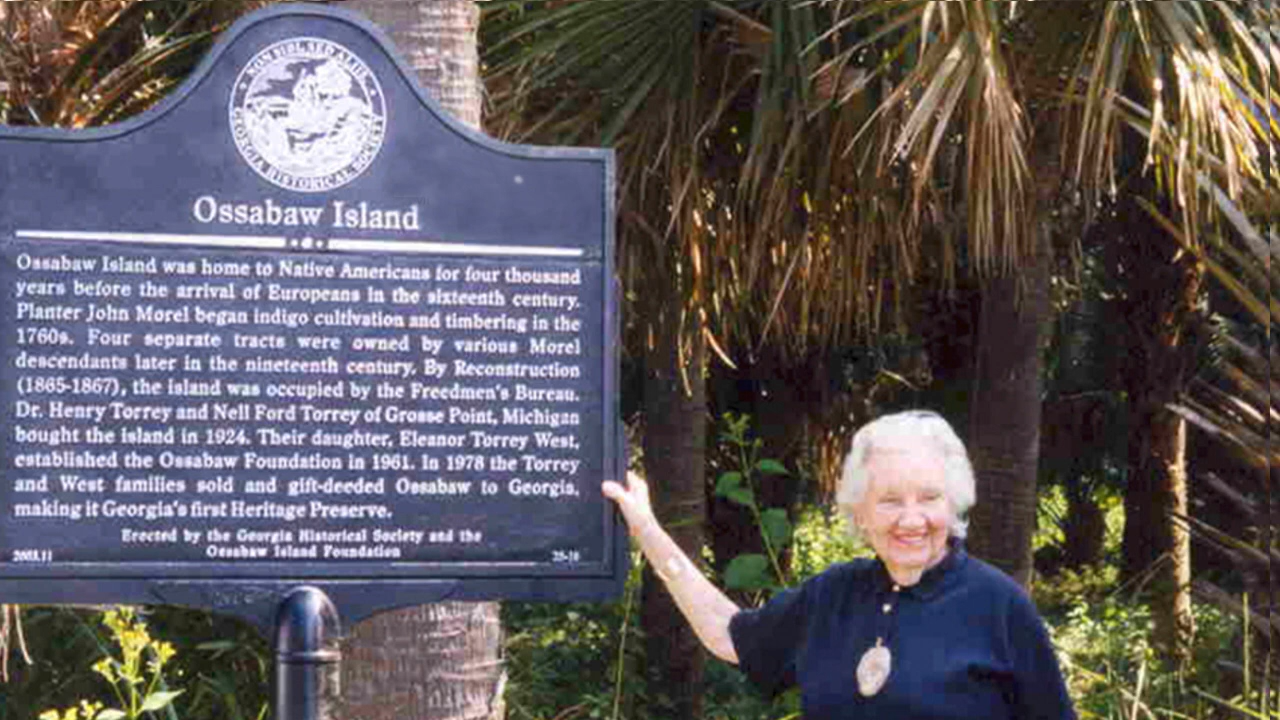 NON SIBI, SED ALIIS
GEORGIA HISTORICAL SOCIETY
Ossabaw Island
Ossabaw Island was home to Native Americans for four thousand
years before the arrival of Europeans in the sixteenth century.
Planter John Morel began indigo cultivation and timbering in the
1760s. Four separate tracts were owned by various Morel
descendants later in the nineteenth century. By Reconstruction
(1865-1867), the island was occupied by the Freedmen's Bureau.
Dr. Henry Torrey and Nell Ford Torrey of Grosse Point, Michigan
bought the island in 1924. Their daughter, Eleanor Torrey West,
established the Ossabaw Foundation in 1961. In 1978 the Torrey
and West families sold and gift-deeded Ossabaw to Georgia,
making it Georgia's first Heritage Preserve.
Erected by the Georgia Historical Society and the
Ossabaw Island Foundation
25-10